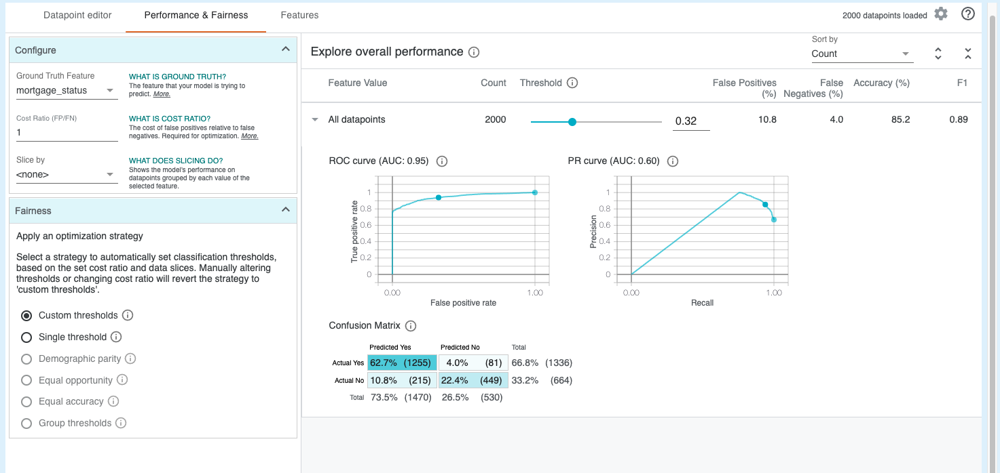 Datapoint editor Performance & Fairness Features 2000 datapoints loaded
Configure
Ground Truth Feature
mortgage_status
WHAT IS GROUND TRUTH?
The feature that your model is trying to
predict. More.
Cost Ratio (FP/FN)
1
WHAT IS COST RATIO?
The cost of false positives relative to false
negatives. Required for optimization. More.
Slice by
<none>
WHAT DOES SLICING DO?
Shows the model's performance on
datapoints grouped by each value of the
selected feature.
Fairness
Apply an optimization strategy
Select a strategy to automatically set classification thresholds,
based on the set cost ratio and data slices. Manually altering
thresholds or changing cost ratio will revert the strategy to
'custom thresholds'.
Custom thresholds
Single threshold
Demographic parity
Equal opportunity
Equal accuracy
Group thresholds
Explore overall performance
Sort by
Count
Feature Value Count Threshold False Positives (%) False Negatives (%) Accuracy (%) F1
All datapoints 2000 0.32 10.8 4.0 85.2 0.89
ROC curve (AUC: 0.95)
True positive rate
1
0.8
0.6
0.4
0.2
0
0.00 1.00
False positive rate
PR curve (AUC: 0.60)
Precision
1
0.8
0.6
0.4
0.2
0
0.00 1.00
Recall
Confusion Matrix
Predicted Yes Predicted No Total
Actual Yes 62.7% (1255) 4.0% (81) 66.8% (1336)
Actual No 10.8% (215) 22.4% (449) 33.2% (664)
Total 73.5% (1470) 26.5% (530)